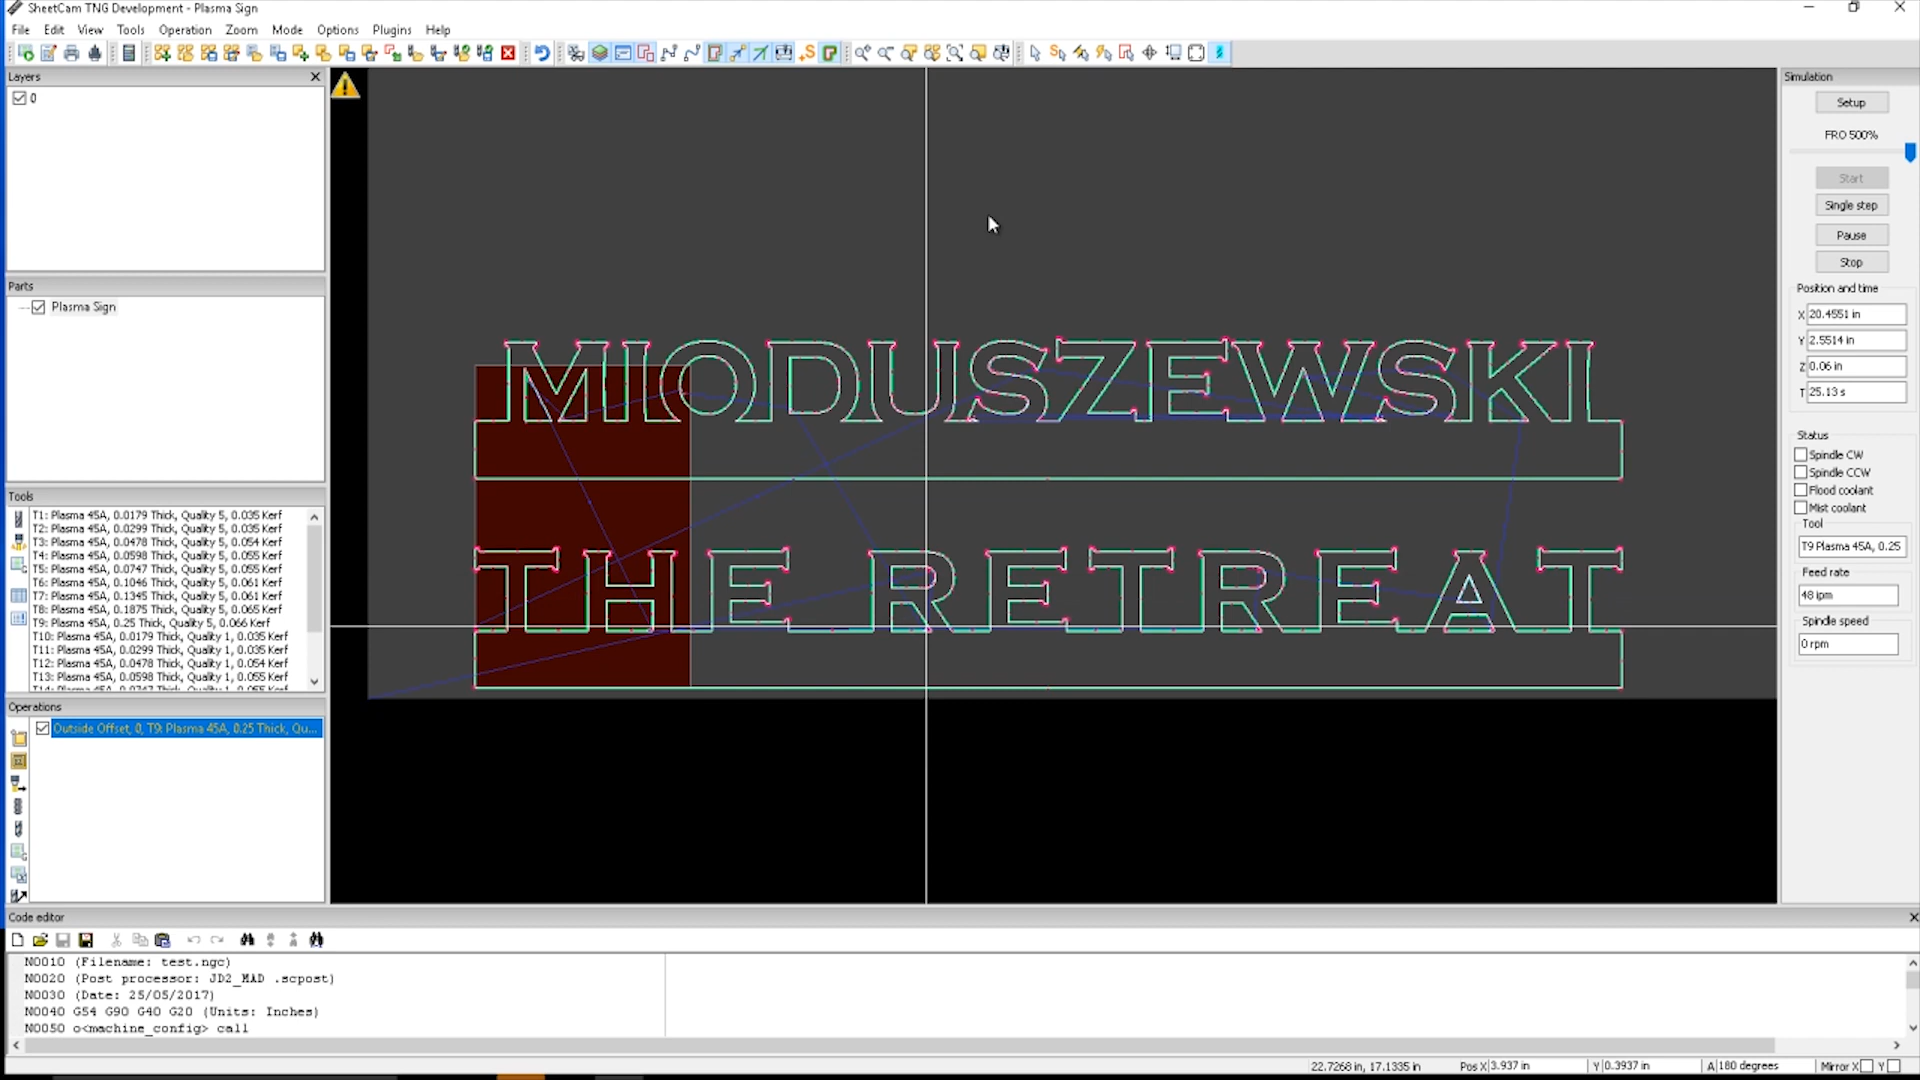 SheetCam TNG Development - Plasma Sign
File Edit View Tools Operation Zoom Mode Options Plugins Help
Layers
0
Parts
Plasma Sign
Tools
T1: Plasma 45A, 0.0179 Thick, Quality 5, 0.035 Kerf
T2: Plasma 45A, 0.0299 Thick, Quality 5, 0.035 Kerf
T3: Plasma 45A, 0.0478 Thick, Quality 5, 0.054 Kerf
T4: Plasma 45A, 0.0598 Thick, Quality 5, 0.055 Kerf
T5: Plasma 45A, 0.0747 Thick, Quality 5, 0.055 Kerf
T6: Plasma 45A, 0.1046 Thick, Quality 5, 0.061 Kerf
T7: Plasma 45A, 0.1345 Thick, Quality 5, 0.061 Kerf
T8: Plasma 45A, 0.1875 Thick, Quality 5, 0.065 Kerf
T9: Plasma 45A, 0.25 Thick, Quality 5, 0.066 Kerf
T10: Plasma 45A, 0.0179 Thick, Quality 1, 0.035 Kerf
T11: Plasma 45A, 0.0299 Thick, Quality 1, 0.035 Kerf
T12: Plasma 45A, 0.0478 Thick, Quality 1, 0.054 Kerf
T13: Plasma 45A, 0.0598 Thick, Quality 1, 0.055 Kerf
T14: Plasma 45A, 0.0747 Thick, Quality 1, 0.055 Kerf
Operations
Outside Offset, 0, T9: Plasma 45A, 0.25 Thick, Qu...
MIODUSZEWSKI
THE RETREAT
Simulation
Setup
FRO 500%
Start
Single step
Pause
Stop
Position and time
X 20.4551 in
Y 2.5514 in
Z 0.06 in
T 25.13 s
Status
Spindle CW
Spindle CCW
Flood coolant
Mist coolant
Tool
T9 Plasma 45A, 0.25
Feed rate
48 ipm
Spindle speed
0 rpm
Code editor
N0010 (Filename: test.ngc)
N0020 (Post processor: JD2_MAD .scpost)
N0030 (Date: 25/05/2017)
N0040 G54 G90 G40 G20 (Units: Inches)
N0050 o<machine_config> call
22.7268 in, 17.1335 in Pos X 3.937 in Y 0.3937 in A 180 degrees Mirror X Y